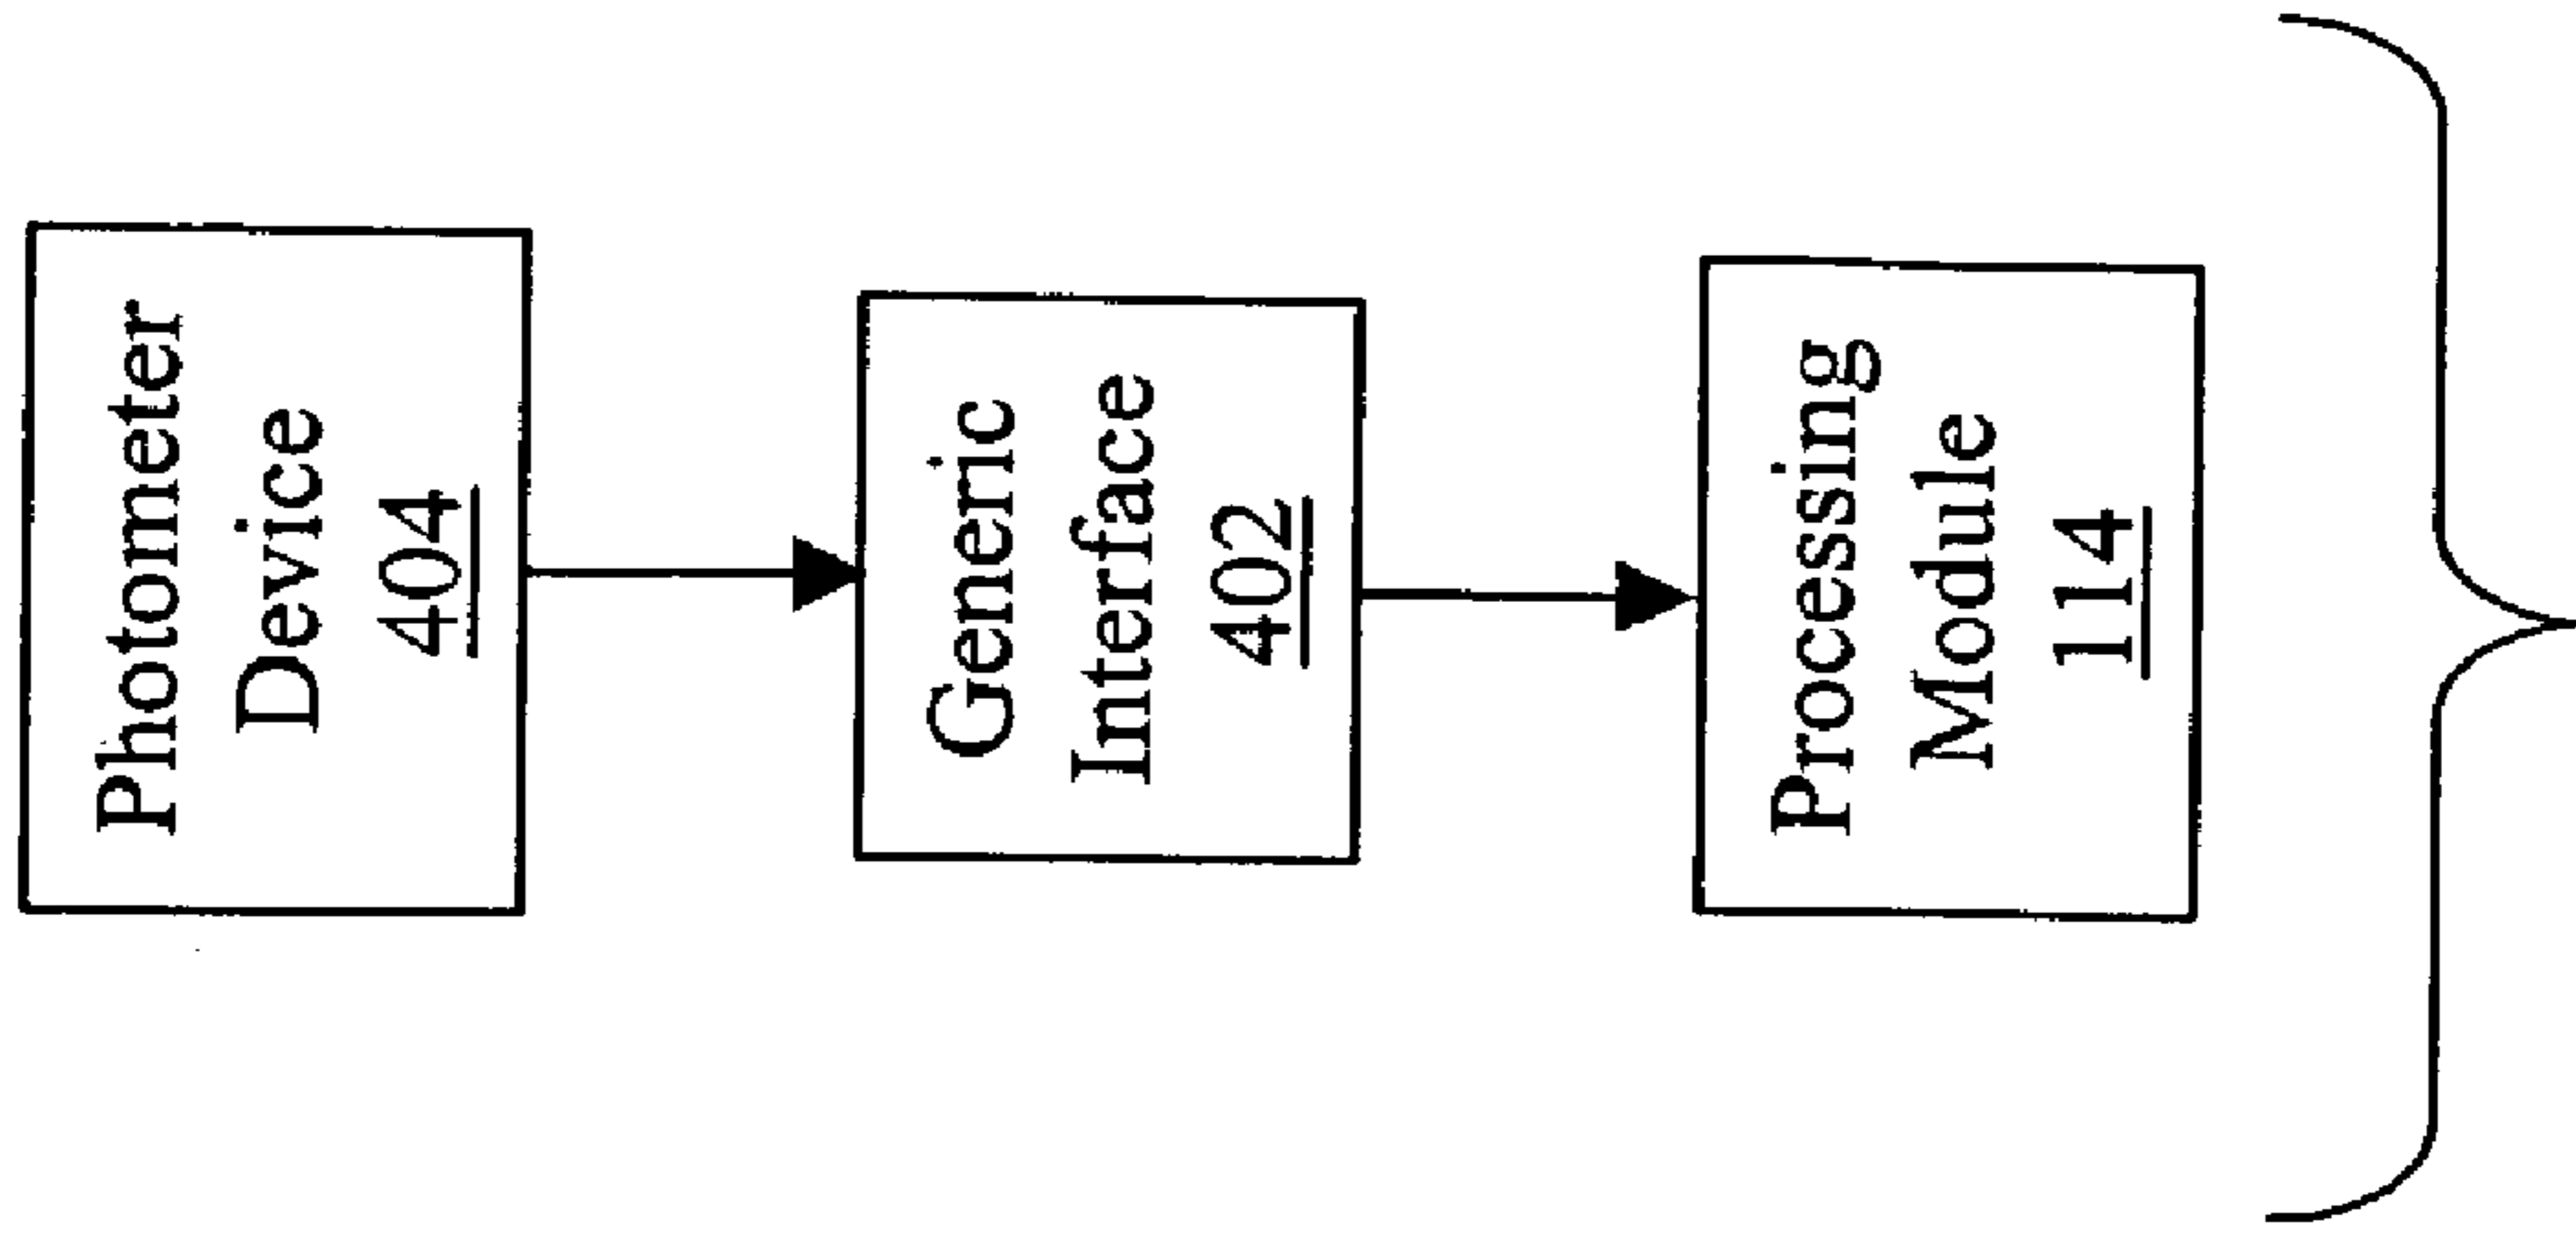 Photometer
Device
404
Generic
Interface
402
Processing
Module
114